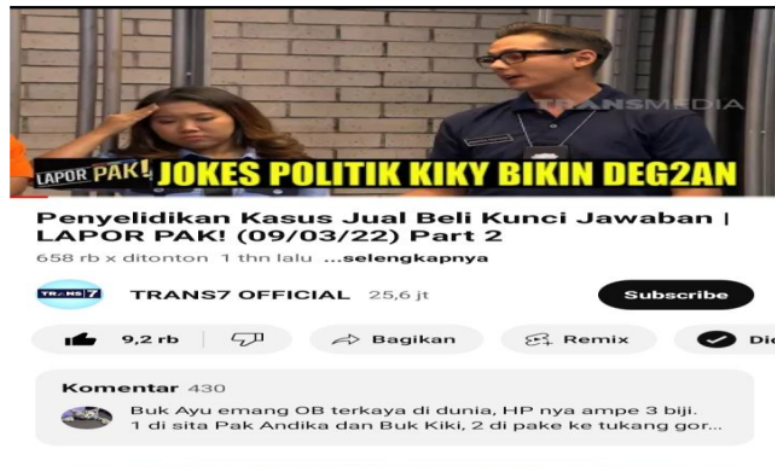 TRANSMEDIA
LAPOR PAK! JOKES POLITIK KIKY BIKIN DEG2AN
Penyelidikan Kasus Jual Beli Kunci Jawaban |
LAPOR PAK! (09/03/22) Part 2
658 rb x ditonton 1 thn lalu ...selengkapnya
TRANS7 TRANS7 OFFICIAL 25,6 jt Subscribe
9,2 rb Bagikan Remix Di
Komentar 430
Buk Ayu emang OB terkaya di dunia, HP nya ampe 3 biji.
1 di sita Pak Andika dan Buk Kiki, 2 di pake ke tukang gor...